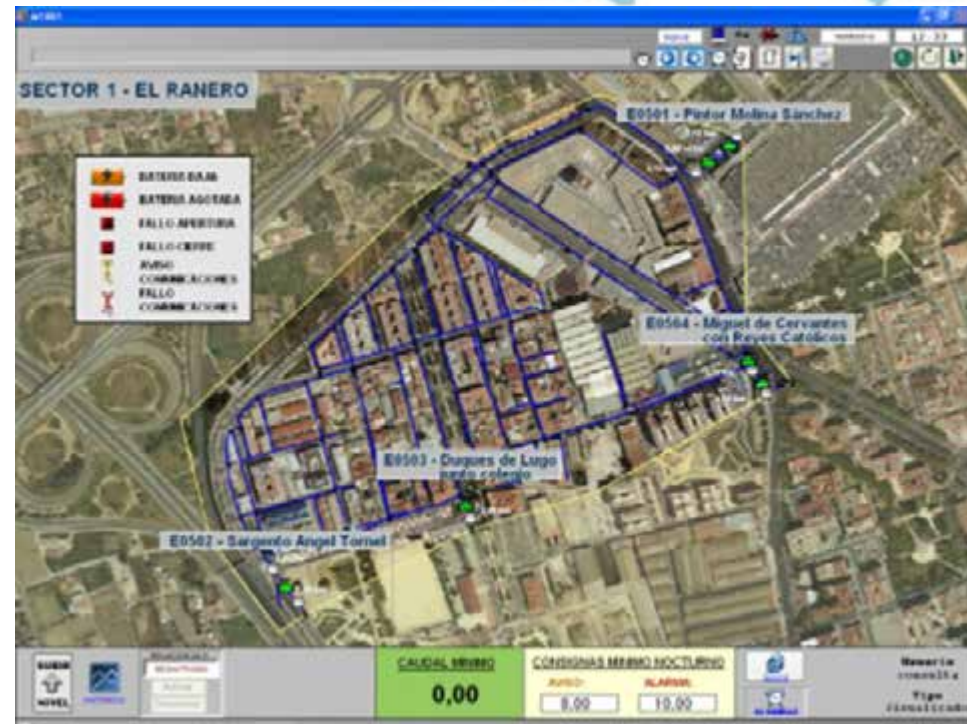 12:33
SECTOR 1 - EL RANERO
E0501 - Pintor Molina Sánchez
BATERIA BAJA
BATERIA AGOTADA
FALLO APERTURA
FALLO CIERRE
AVISO
COMUNICACIONES
FALLO
COMUNICACIONES
E0504 - Miguel de Cervantes
con Reyes Católicos
E0503 - Duques de Lugo
junto colegio
E0502 - Sargento Angel Tornel
SUBIR
NIVEL
CAUDAL MINIMO
0,00
CONSIGNAS MINIMO NOCTURNO
AVISO:
ALARMA:
8.00
10.00
Usuario
consulta
Tipo